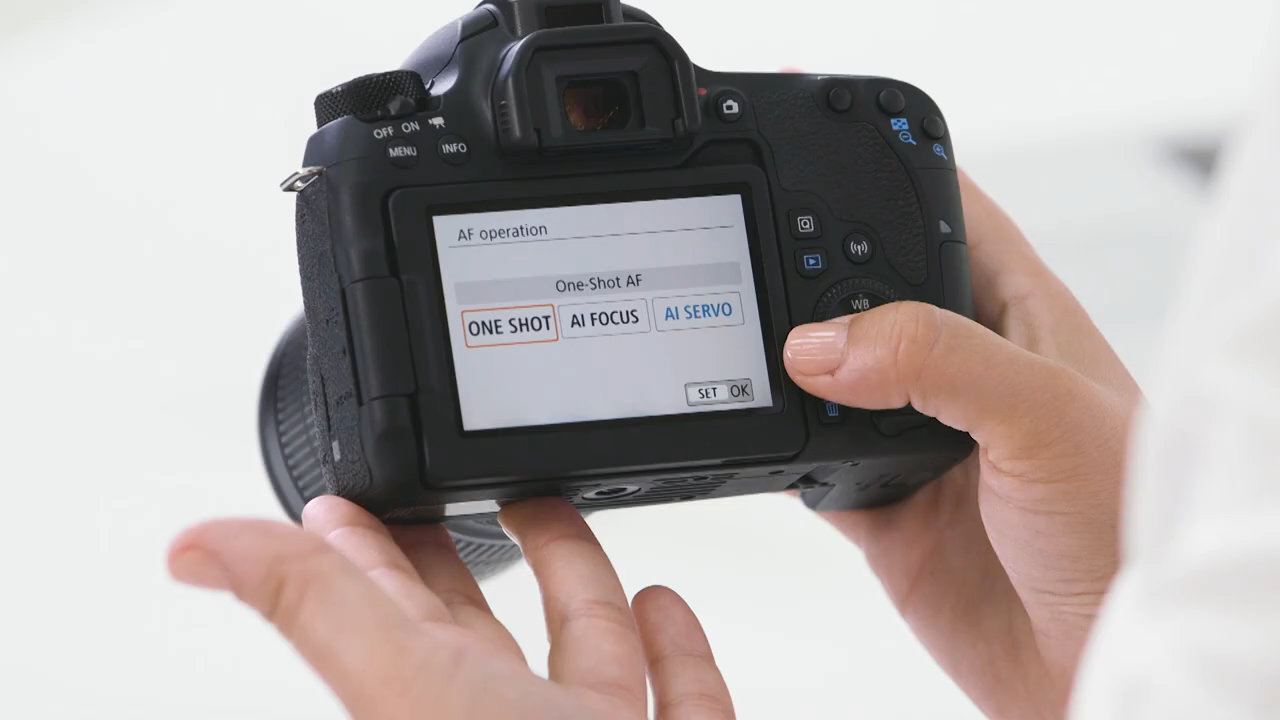 OFF ON
MENU INFO
AF operation
One-Shot AF
ONE SHOT AI FOCUS AI SERVO
SET OK
Q
WB